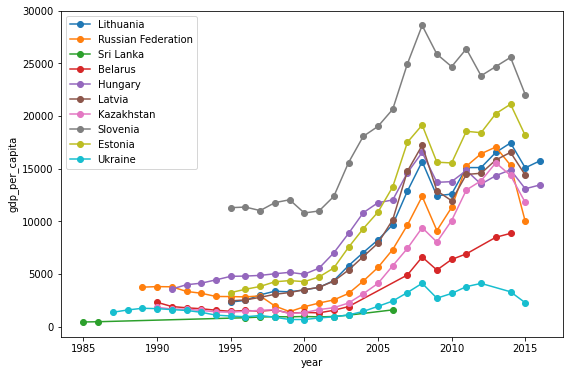 Lithuania
Russian Federation
Sri Lanka
Belarus
Hungary
Latvia
Kazakhstan
Slovenia
Estonia
Ukraine
gdp_per_capita
30000
25000
20000
15000
10000
5000
0
1985 1990 1995 2000 2005 2010 2015
year